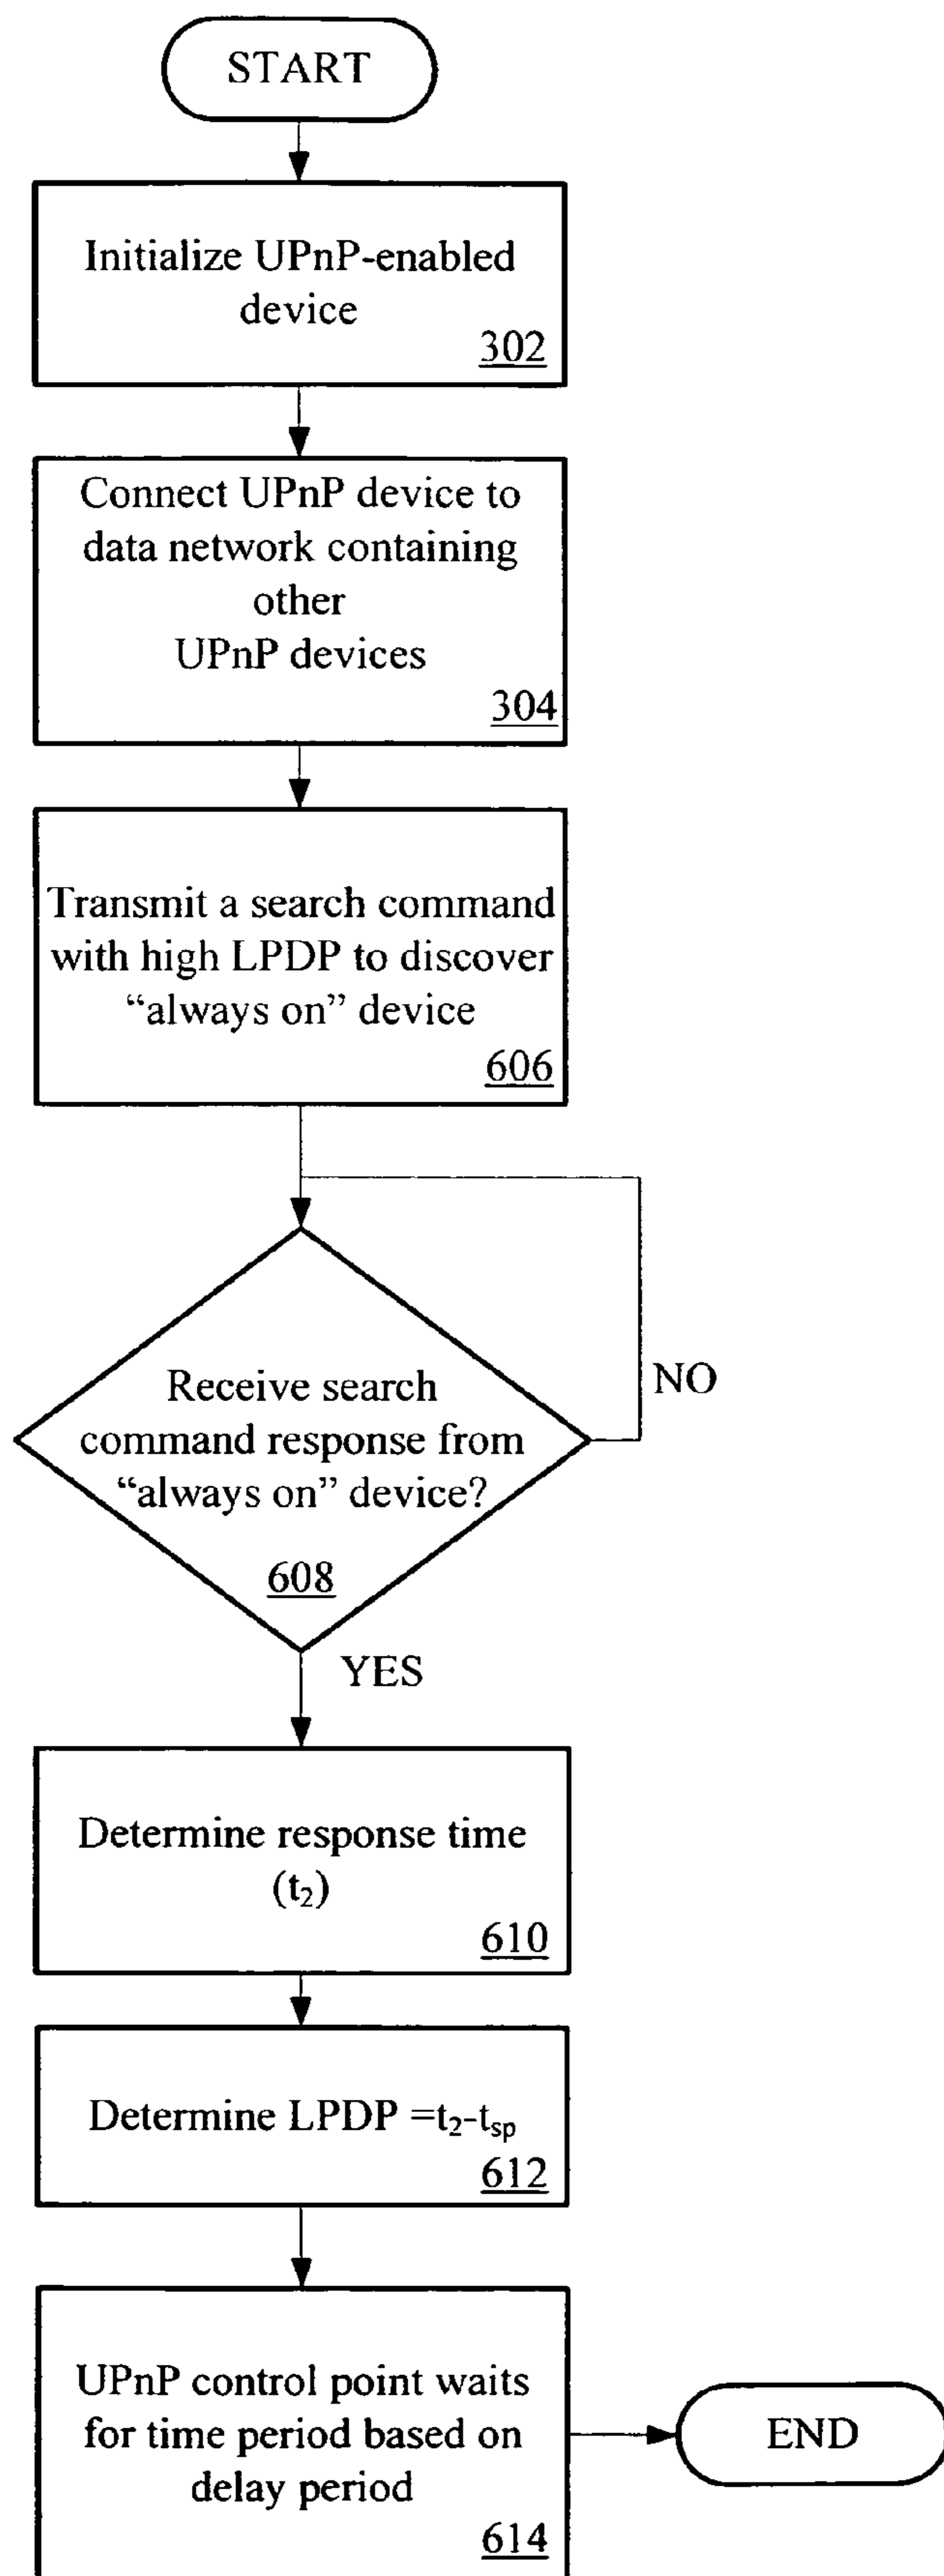 START
Initialize UPnP-enabled
device
302
Connect UPnP device to
data network containing
other
UPnP devices
304
Transmit a search command
with high LPDP to discover
“always on” device
606
Receive search
command response from
“always on” device?
608
NO
YES
Determine response time
(t₂)
610
Determine LPDP =t₂-tsp
612
UPnP control point waits
for time period based on
delay period
614
END